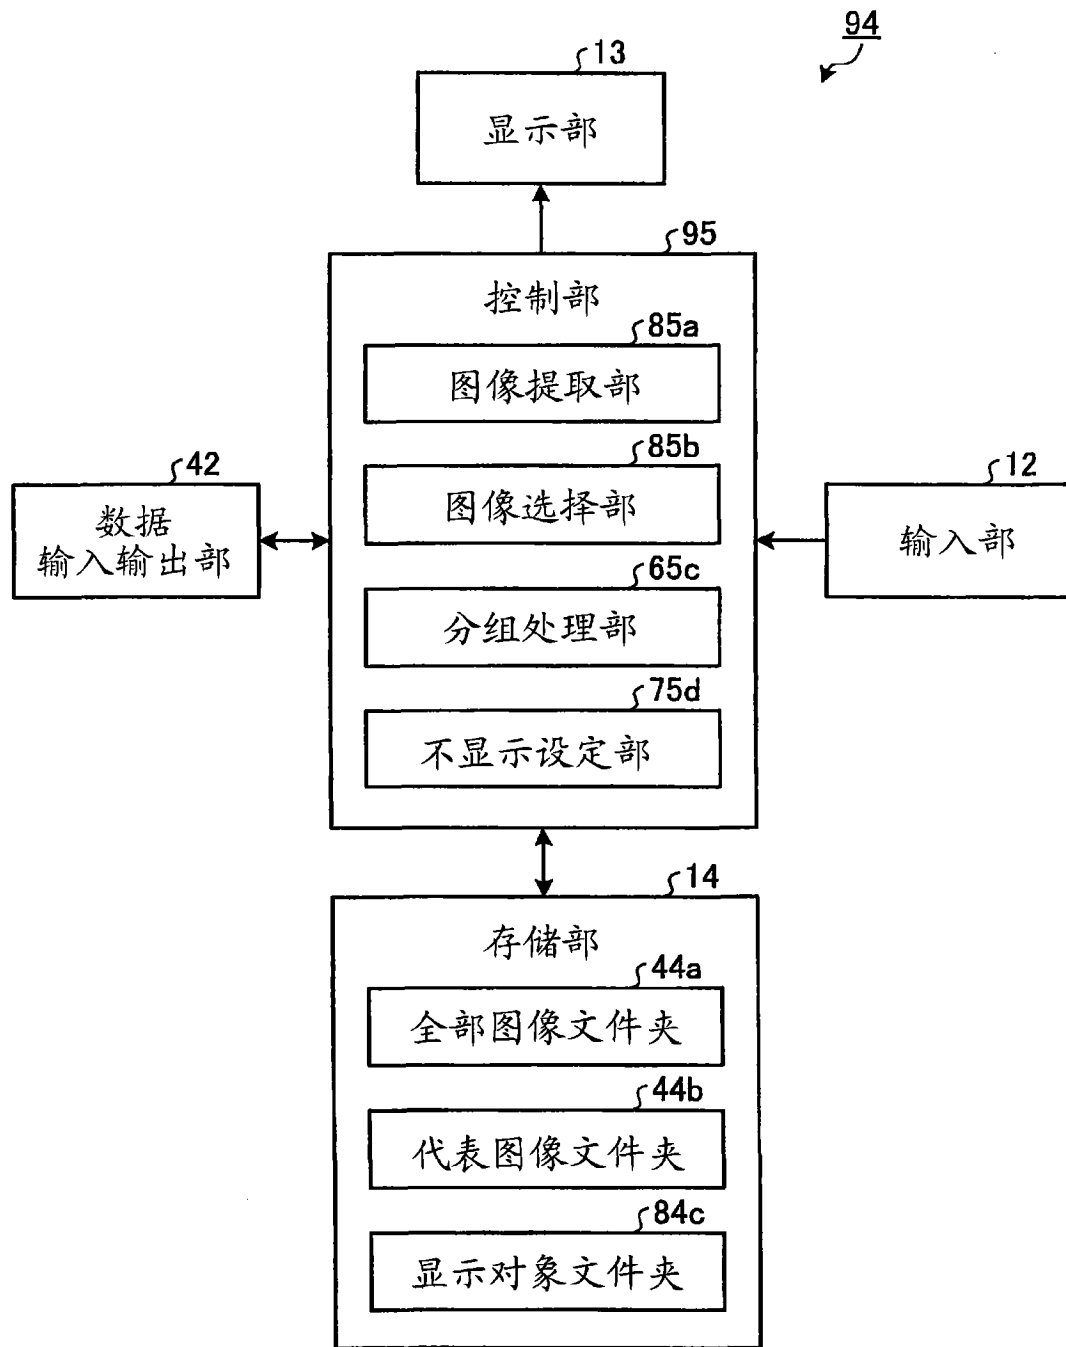 94
13
显示部
95
控制部
85a
图像提取部
85b
图像选择部
42
数据
输入输出部
12
输入部
65c
分组处理部
75d
不显示设定部
14
存储部
44a
全部图像文件夹
44b
代表图像文件夹
84c
显示对象文件夹